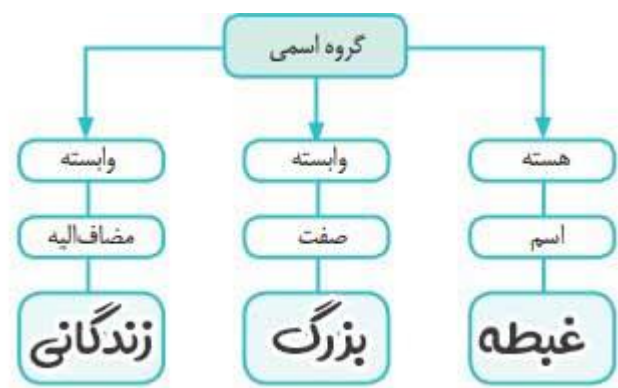 گروه اسمی
هسته وابسته وابسته
اسم صفت مضاف‌الیه
غبطه بزرگ زندگانی